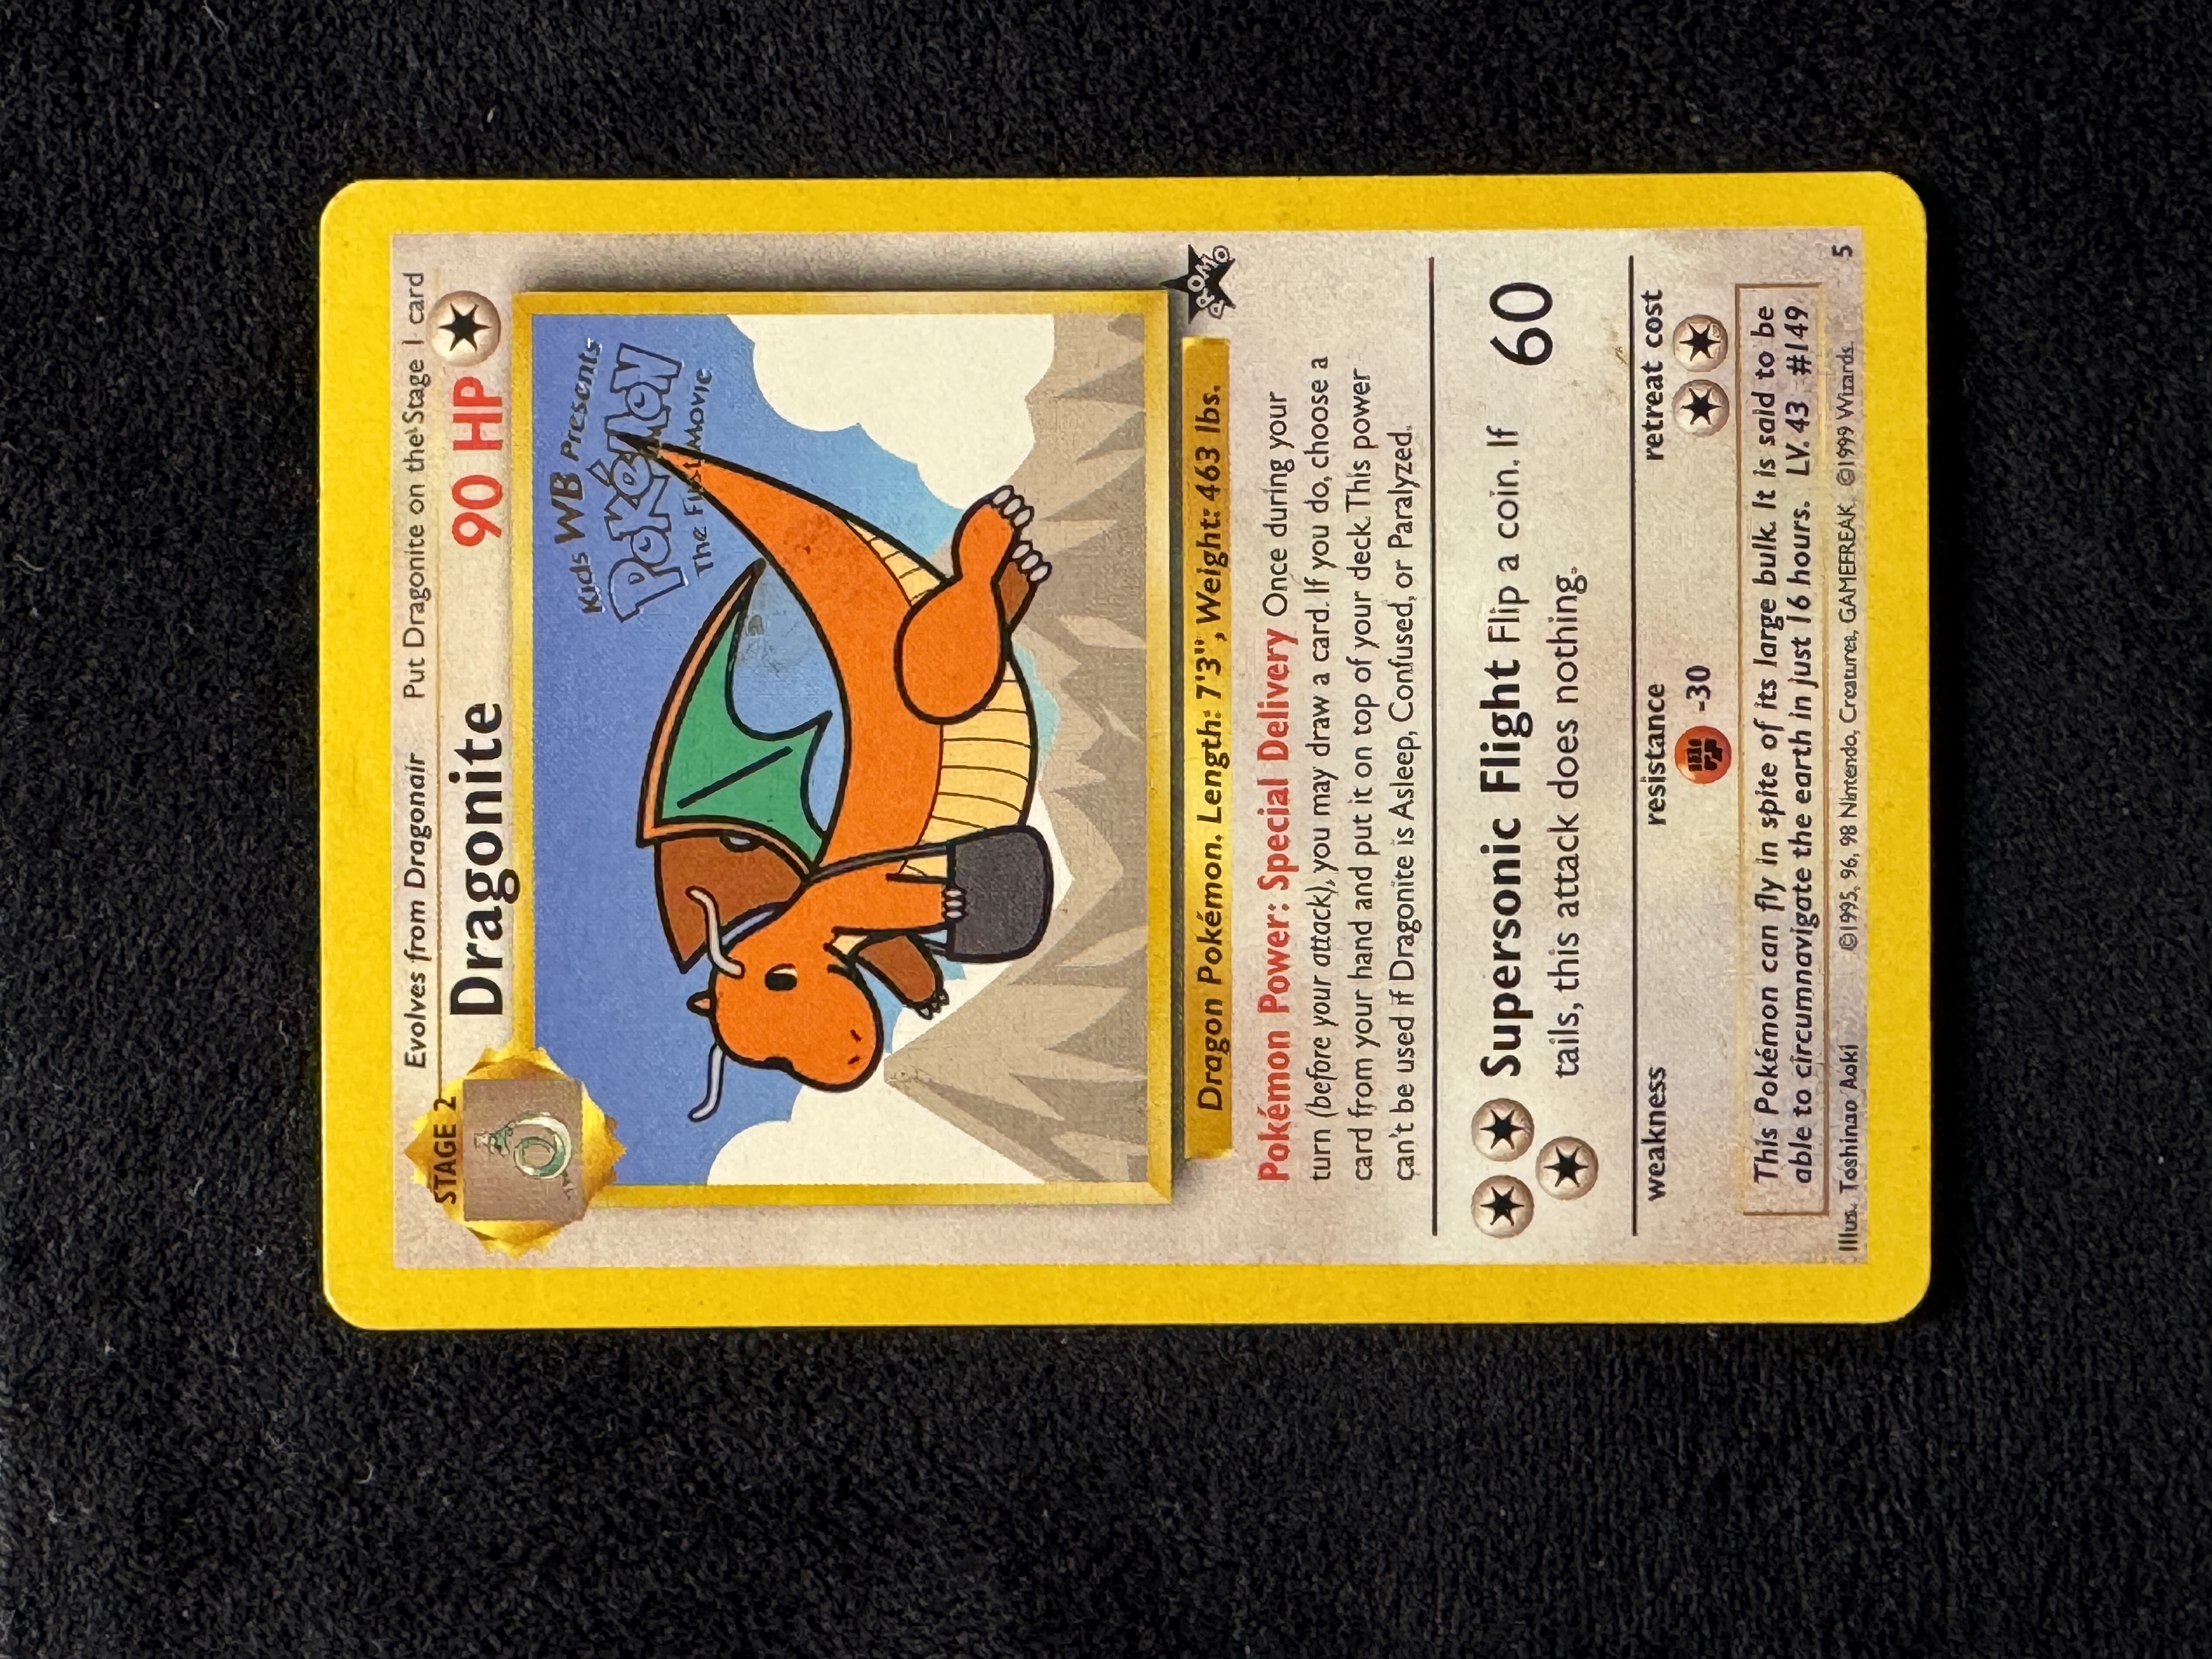 Evolves from Dragonair Put Dragonite on the Stage 1 card
STAGE 2
Dragonite 90 HP
Kids WB Presents
Pokémon
The First Movie
Dragon Pokémon. Length: 7'3", Weight: 463 lbs.
PROMO
Pokémon Power: Special Delivery Once during your
turn (before your attack), you may draw a card. If you do, choose a
card from your hand and put it on top of your deck. This power
can't be used if Dragonite is Asleep, Confused, or Paralyzed.
Supersonic Flight Flip a coin. If 60
tails, this attack does nothing.
weakness resistance retreat cost
-30
This Pokémon can fly in spite of its large bulk. It is said to be
able to circumnavigate the earth in just 16 hours. LV. 43 #149
Illus. Toshinao Aoki ©1995, 96, 98 Nintendo, Creatures, GAMEFREAK. ©1999 Wizards. 5